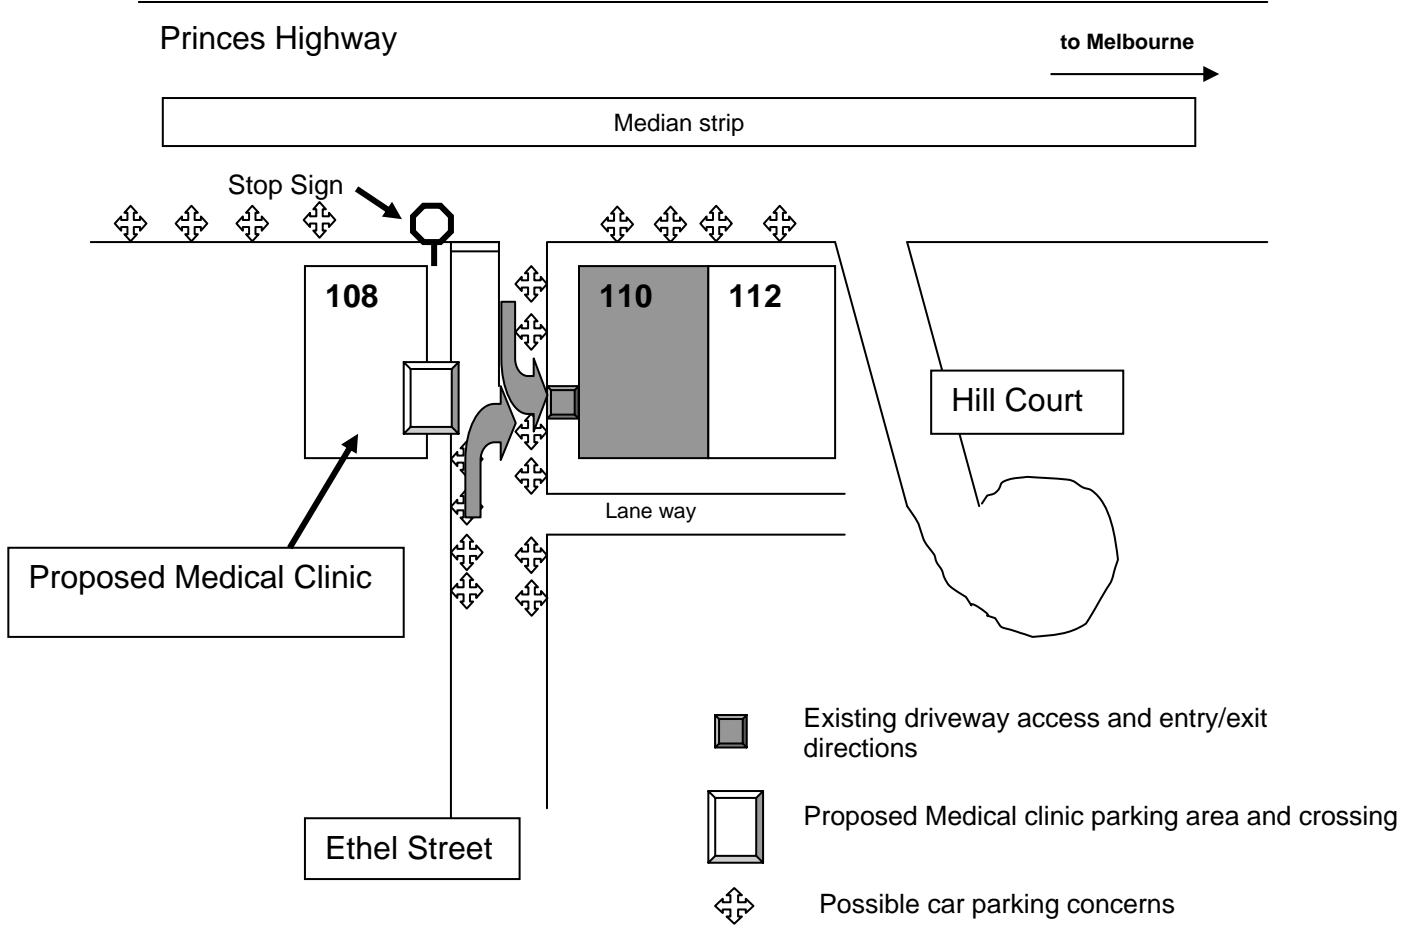 Princes Highway
to Melbourne
Median strip
Stop Sign
108
110
112
Hill Court
Lane way
Proposed Medical Clinic
Existing driveway access and entry/exit
directions
Proposed Medical clinic parking area and crossing
Ethel Street
Possible car parking concerns